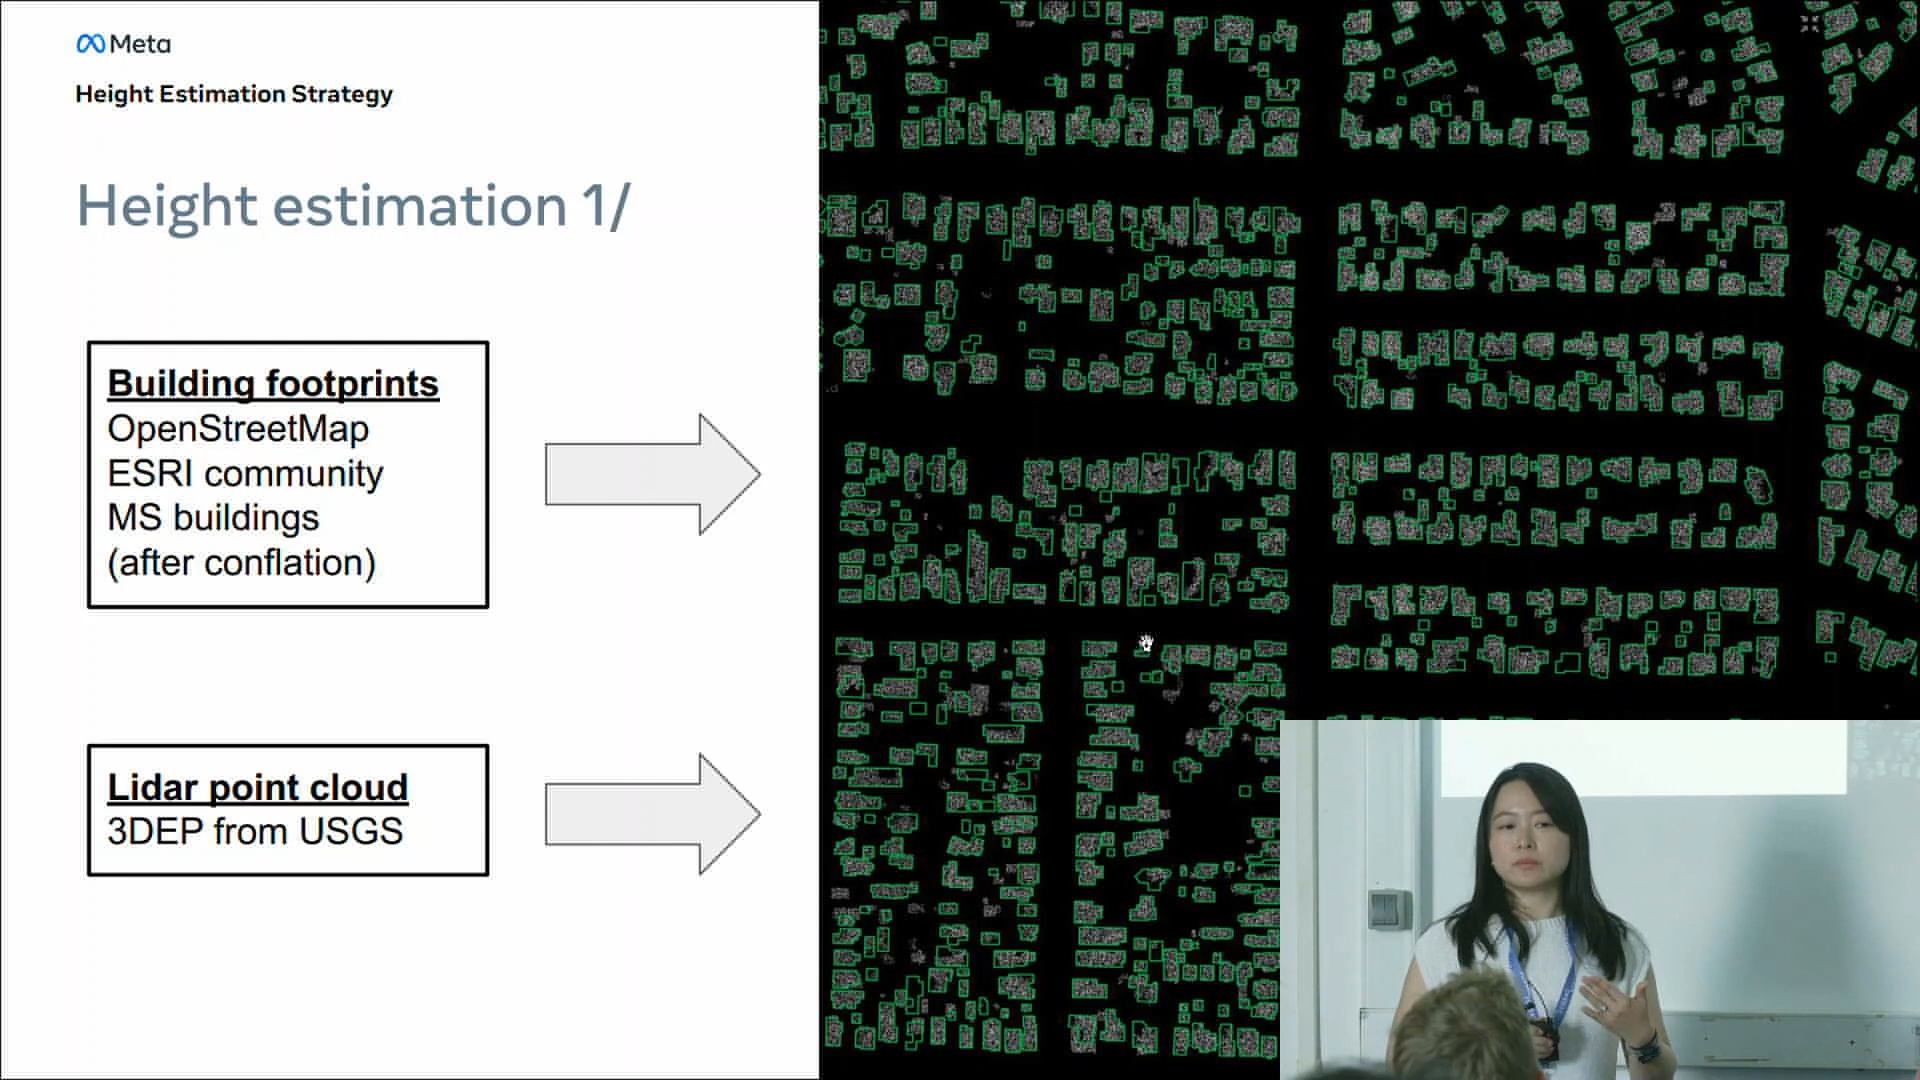 Meta
Height Estimation Strategy
Height estimation 1/
Building footprints
OpenStreetMap
ESRI community
MS buildings
(after conflation)
Lidar point cloud
3DEP from USGS